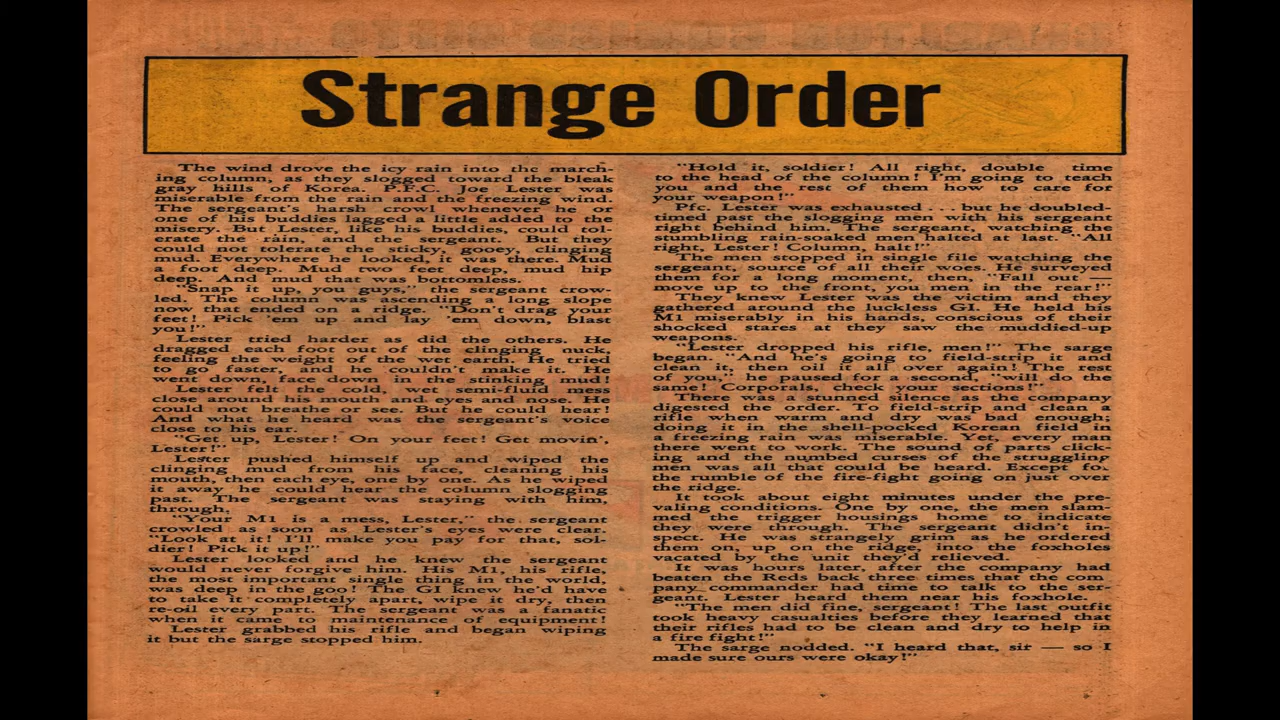 Strange Order
The wind drove the icy rain into the march-
ing column, as they slogged toward the bleak
gray hills of Korea. P.F.C. Joe Lester was
miserable from the rain and the freezing wind.
The sergeant's harsh crowl whenever he or
one of his buddies lagged a little added to the
misery. But Lester, like his buddies, could tol-
erate the rain, and the sergeant. But they
could not tolerate the sticky, gooey, clinging
mud. Everywhere he looked, it was there. Mud
a foot deep. Mud two feet deep, mud hip
deep. And mud that was bottomless.
"Snap it up, you guys," the sergeant crow-
led. The column was ascending a long slope
now that ended on a ridge. "Don't drag your
feet! Pick 'em up and lay 'em down, blast
you!"
Lester tried harder as did the others. He
dragged each foot out of the clinging nuck,
feeling the weight of the wet earth. He tried
to go faster, and he couldn't make it. He
went down, face down in the stinking mud!
Lester felt the cold, wet semi-fluid mess
close around his mouth and eyes and nose. He
could not breathe or see. But he could hear!
And what he heard was the sergeant's voice
close to his ear.
"Get up, Lester! On your feet! Get movin',
Lester!"
Lester pushed himself up and wiped the
clinging mud from his face, cleaning his
mouth, then each eye, one by one. As he wiped
it away he could hear the column slogging
past. The sergeant was staying with him,
through.
"Your M1 is a mess, Lester," the sergeant
crowled as soon as Lester's eyes were clear.
"Look at it! I'll make you pay for that, sol-
dier! Pick it up!"
Lester looked and he knew the sergeant
would never forgive him. His M1, his rifle,
the most important single thing in the world,
was deep in the goo! The GI knew he'd have
to take it completely apart, wipe it dry, then
re-oil every part. The sergeant was a fanatic
when it came to maintenance of equipment!
Lester grabbed his rifle and began wiping
it but the sarge stopped him.
"Hold it, soldier! All right, double time
to the head of the column! I'm going to teach
you and the rest of them how to care for
your weapon!"
Pfc. Lester was exhausted . . . but he doubled-
timed past the slogging men with his sergeant
right behind him. The sergeant, watching the
stumbling rain-soaked men halted at last. "All
right, Lester! Column, halt!"
The men stopped in single file watching the
sergeant, source of all their woes. He surveyed
them for a long moment, then, "Fall out —
move up to the front, you men in the rear!"
They knew Lester was the victim and they
gathered around the luckless GI. He held his
M1 miserably in his hands, conscious of their
shocked stares at they saw the muddied-up
weapons.
"Lester dropped his rifle, men!" The sarge
began. "And he's going to field-strip it and
clean it, then oil it all over again! The rest
of you," he paused for a second, "will do the
same! Corporals, check your sections!"
There was a stunned silence as the company
digested the order. To field-strip and clean a
rifle when warm and dry was bad enough;
doing it in the shell-pocked Korean field in
a freezing rain was miserable. Yet, every man
there went to work. The sound of parts click-
ing and the numbed curses of the struggling
men was all that could be heard. Except for
the rumble of the fire-fight going on just over
the ridge.
It took about eight minutes under the pre-
valing conditions. One by one, the men slam-
med the trigger housings home to indicate
they were through. The sergeant didn't in-
spect. He was strangely grim as he ordered
them on, up on the ridge, into the foxholes
vacated by the unit they'd relieved.
It was hours later, after the company had
beaten the Reds back three times that the com
pany commander had time to talk to the ser-
geant. Lester heard them near his foxhole.
"The men did fine, sergeant! The last outfit
took heavy casualties before they learned that
their rifles had to be clean and dry to help in
a fire fight!"
The sarge nodded. "I heard that, sir — so I
made sure ours were okay!"